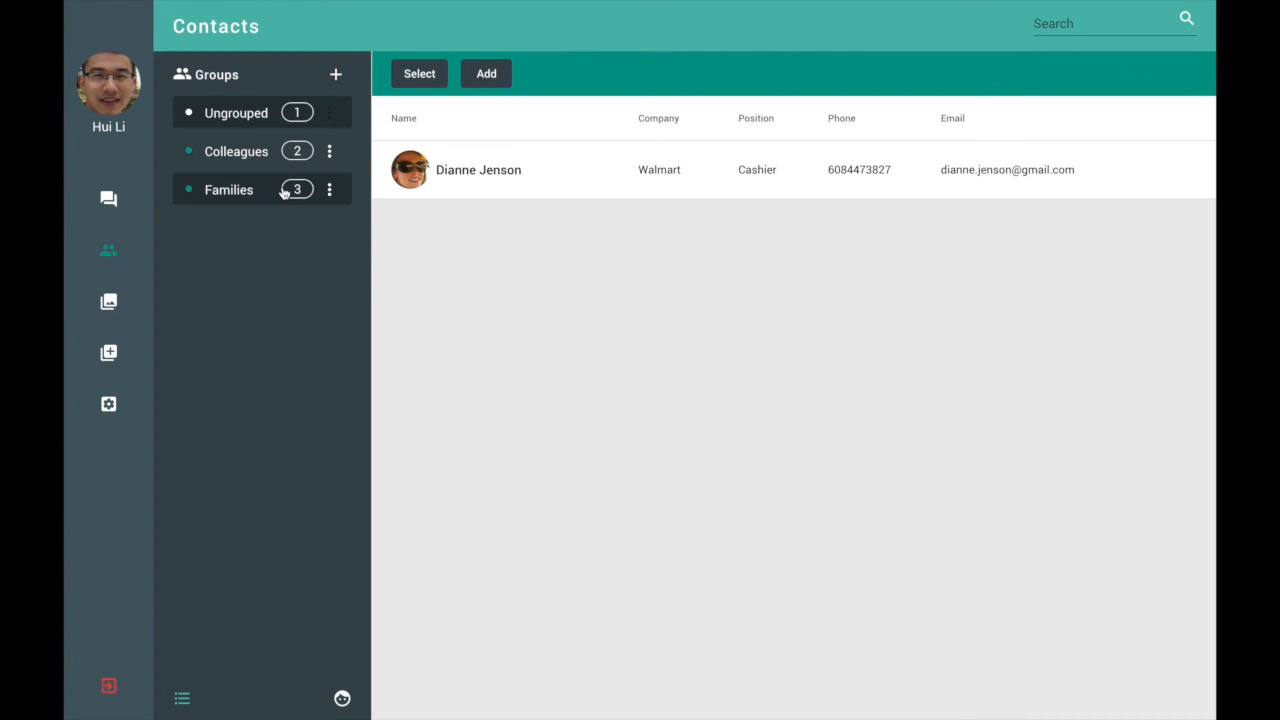 Contacts
Search
Hui Li
Groups
Ungrouped 1
Colleagues 2
Families 3
Select Add
Name Company Position Phone Email
Dianne Jenson Walmart Cashier 6084473827 dianne.jenson@gmail.com